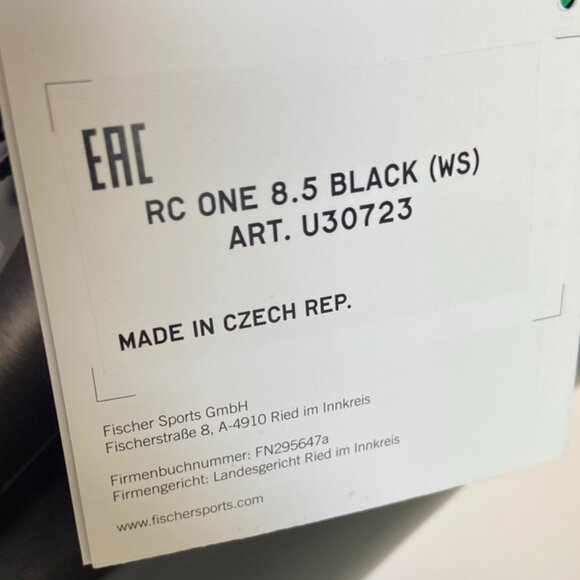 EAC
RC ONE 8.5 BLACK (WS)
ART. U30723
MADE IN CZECH REP.
Fischer Sports GmbH
Fischerstraße 8, A-4910 Ried im Innkreis
Firmenbuchnummer: FN295647a
Firmengericht: Landesgericht Ried im Innkreis
www.fischersports.com